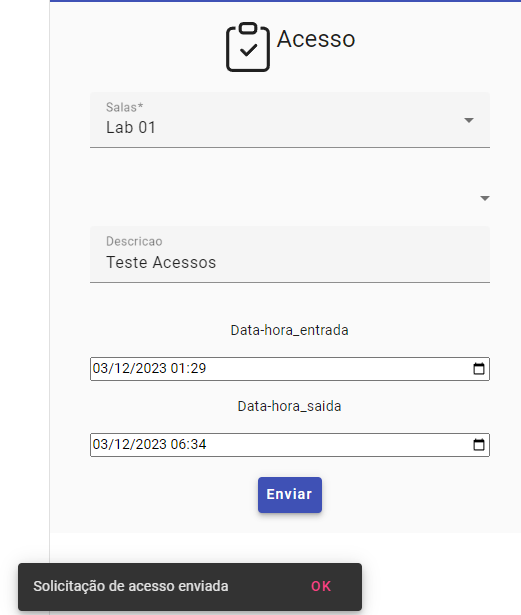 Acesso
Salas*
Lab 01
Descricao
Teste Acessos
Data-hora_entrada
03/12/2023 01:29
Data-hora_saida
03/12/2023 06:34
Enviar
Solicitação de acesso enviada OK